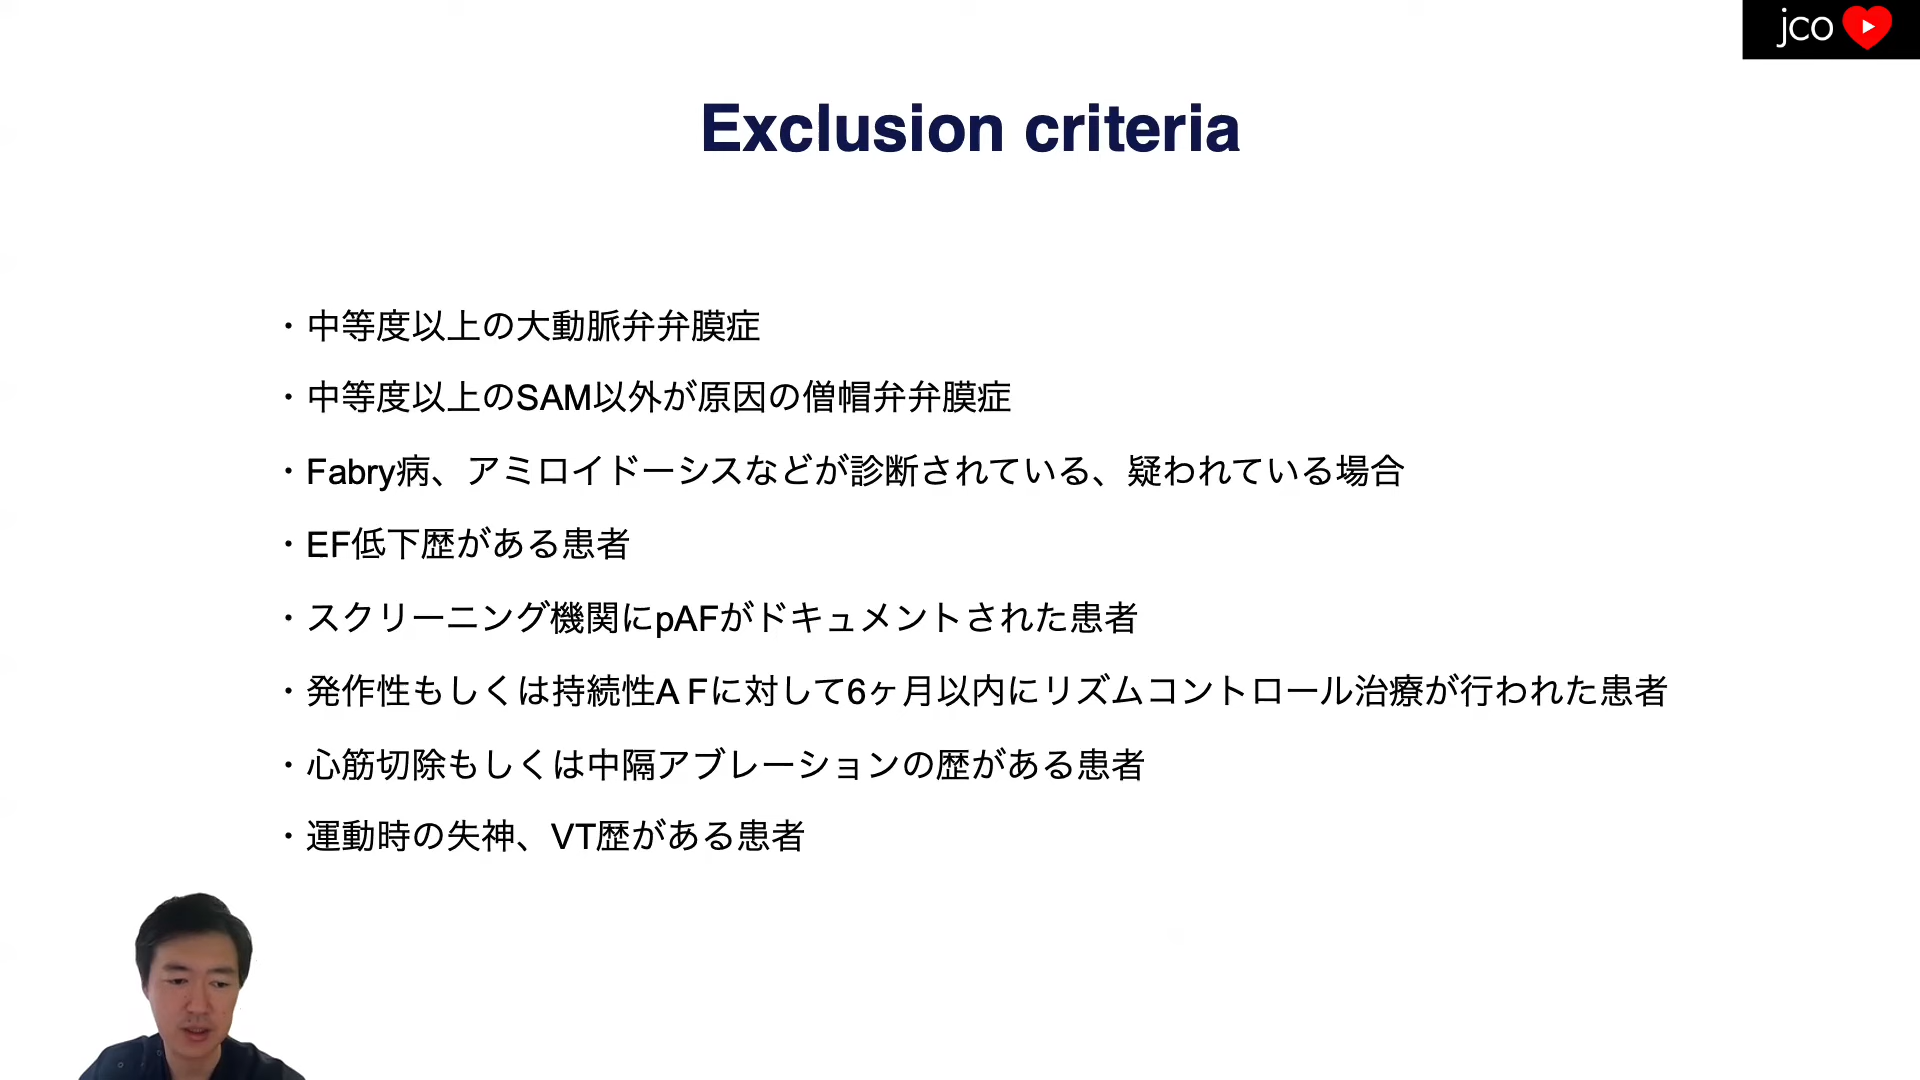 jco
Exclusion criteria
・中等度以上の大動脈弁弁膜症
・中等度以上のSAM以外が原因の僧帽弁弁膜症
・Fabry病、アミロイドーシスなどが診断されている、疑われている場合
・EF低下歴がある患者
・スクリーニング機関にpAFがドキュメントされた患者
・発作性もしくは持続性A Fに対して6ヶ月以内にリズムコントロール治療が行われた患者
・心筋切除もしくは中隔アブレーションの歴がある患者
・運動時の失神、VT歴がある患者